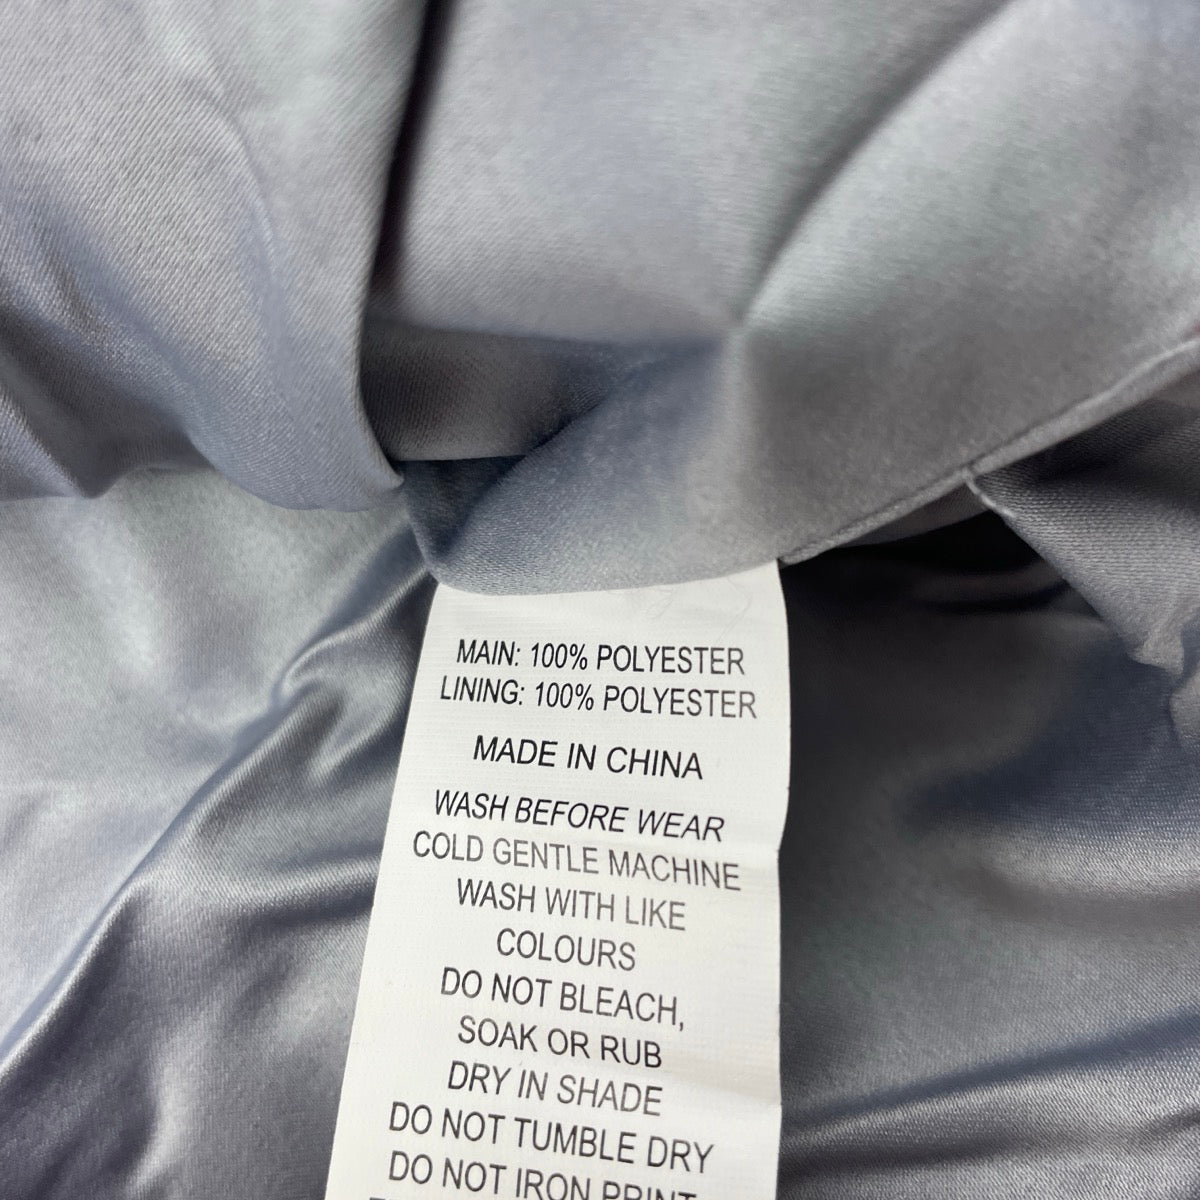 MAIN: 100% POLYESTER
LINING: 100% POLYESTER
MADE IN CHINA
WASH BEFORE WEAR
COLD GENTLE MACHINE
WASH WITH LIKE
COLOURS
DO NOT BLEACH,
SOAK OR RUB
DRY IN SHADE
DO NOT TUMBLE DRY
DO NOT IRON PRINT